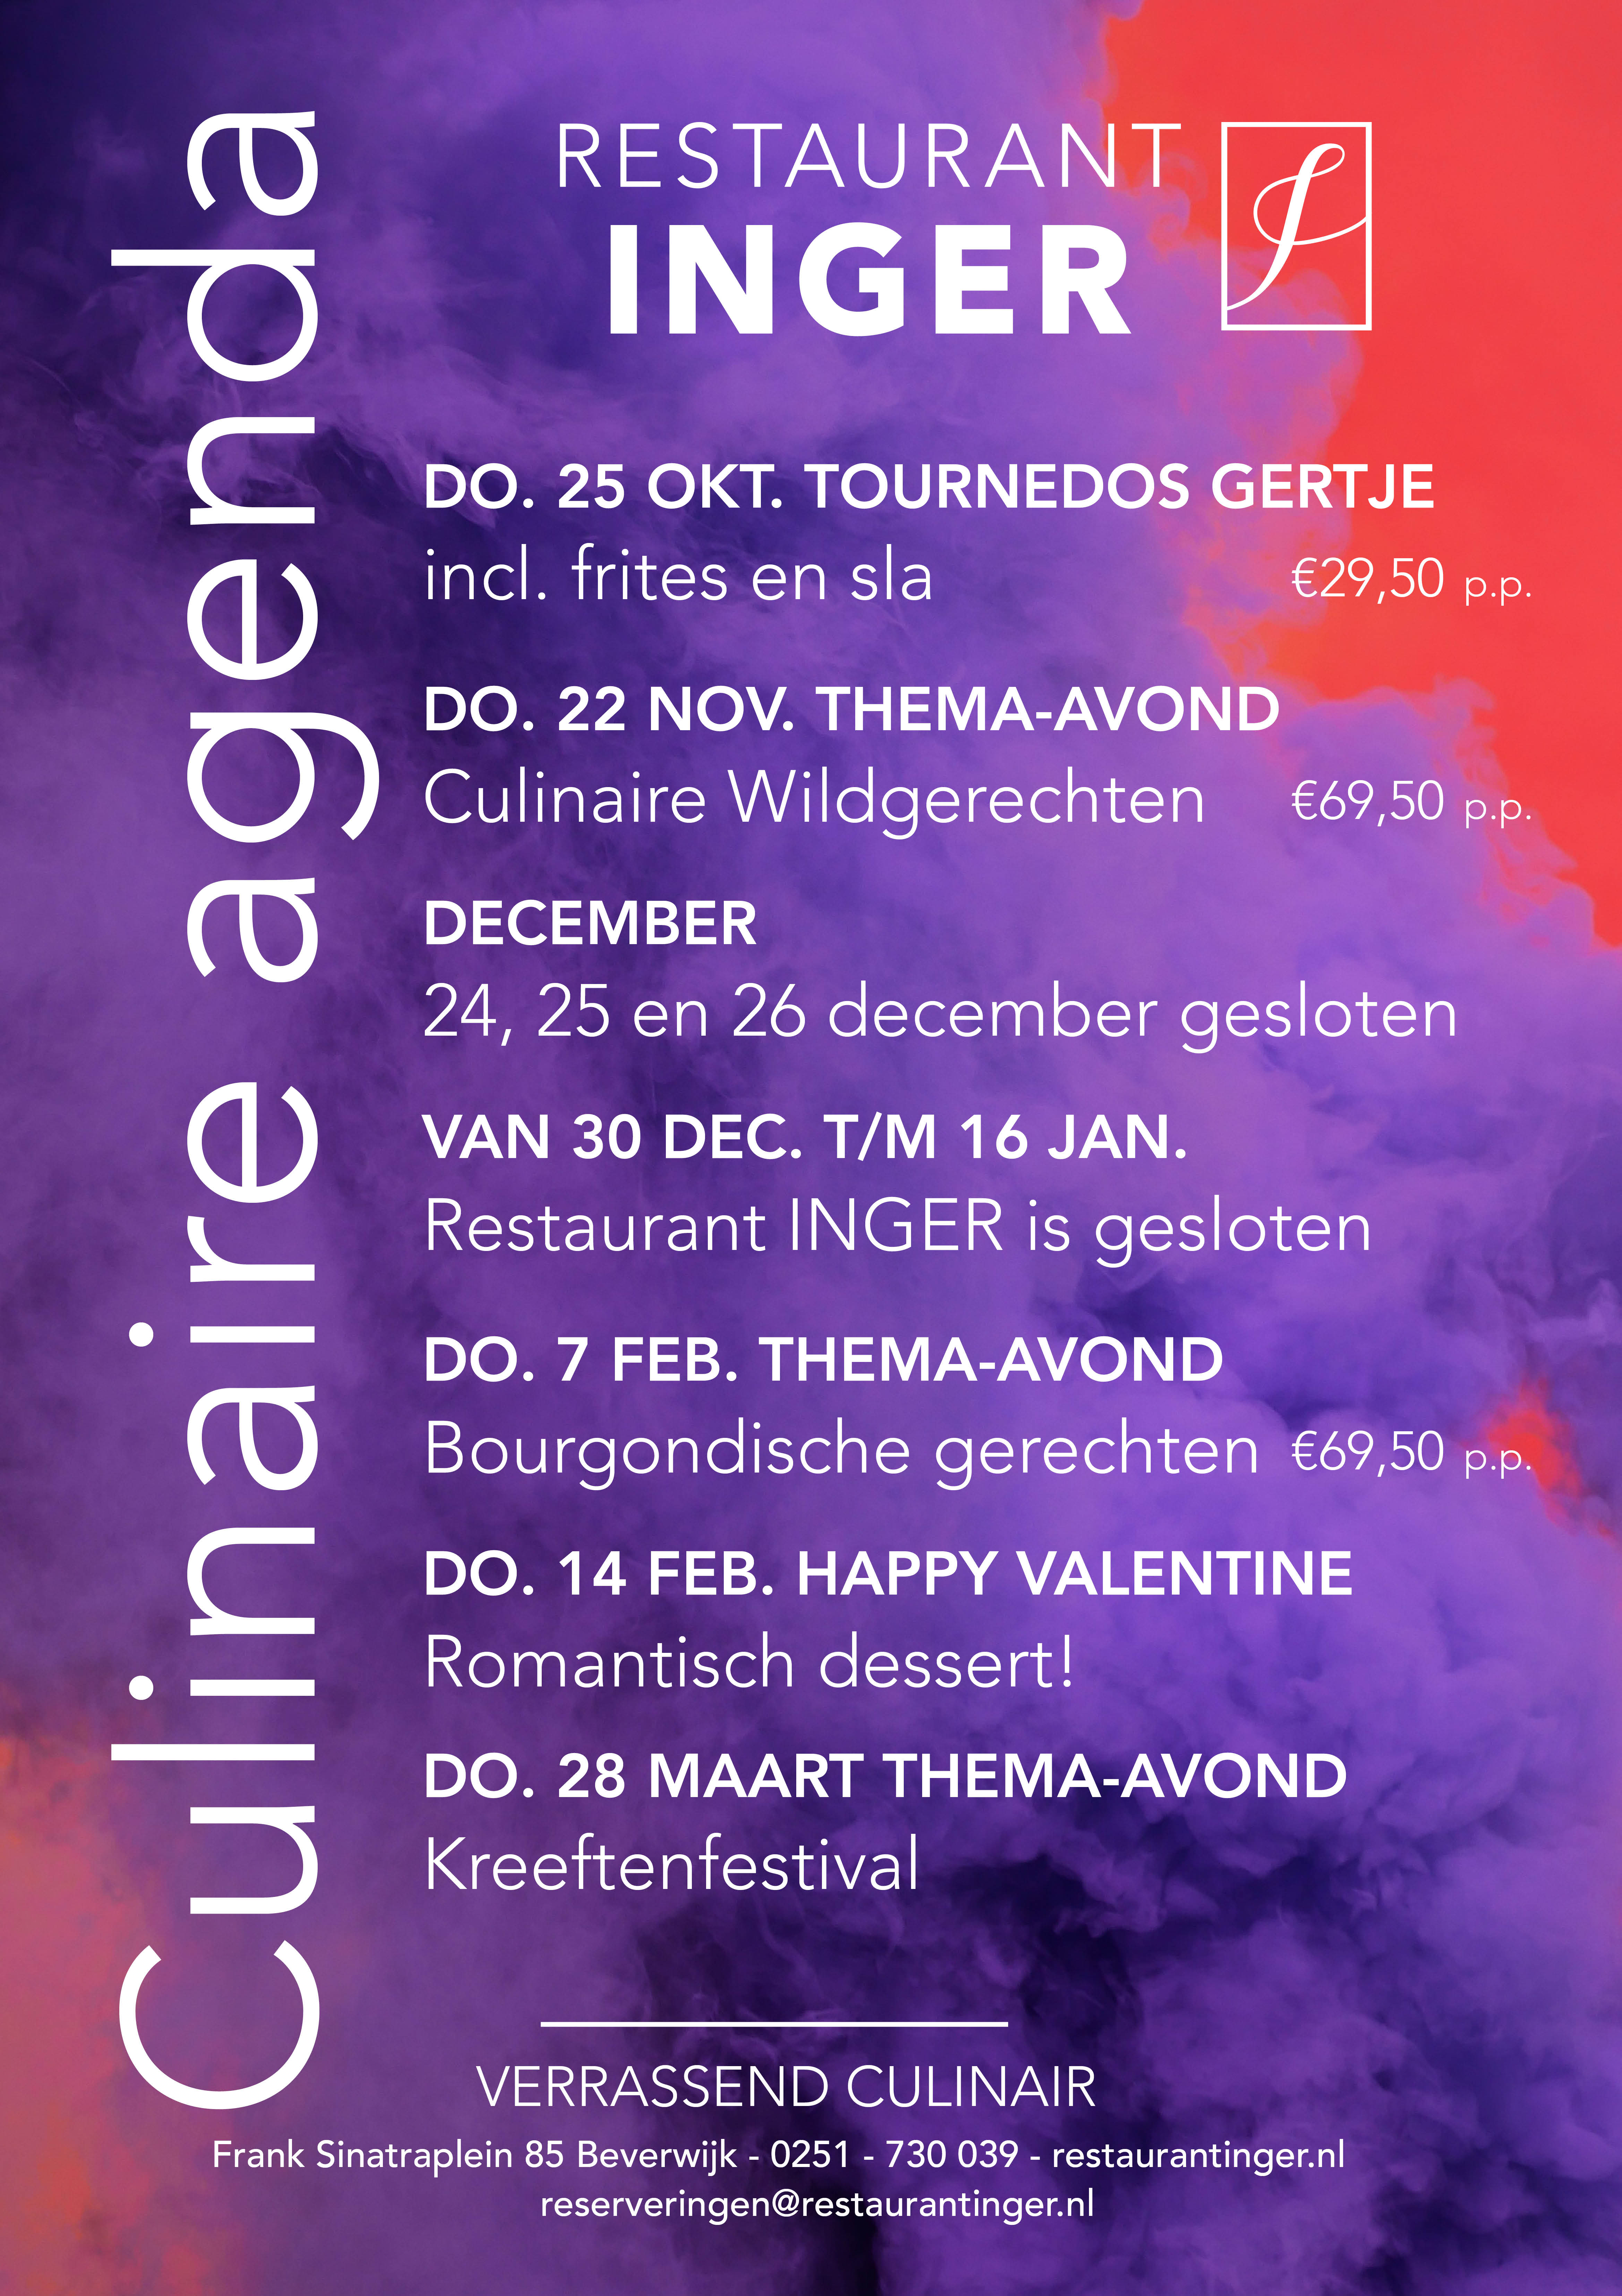 Culinaire agenda
RESTAURANT
INGER
DO. 25 OKT. TOURNEDOS GERTJE
incl. frites en sla €29,50 p.p.
DO. 22 NOV. THEMA-AVOND
Culinaire Wildgerechten €69,50 p.p.
DECEMBER
24, 25 en 26 december gesloten
VAN 30 DEC. T/M 16 JAN.
Restaurant INGER is gesloten
DO. 7 FEB. THEMA-AVOND
Bourgondische gerechten €69,50 p.p.
DO. 14 FEB. HAPPY VALENTINE
Romantisch dessert!
DO. 28 MAART THEMA-AVOND
Kreeftenfestival
VERRASSEND CULINAIR
Frank Sinatraplein 85 Beverwijk - 0251 - 730 039 - restaurantinger.nl
reserveringen@restaurantinger.nl